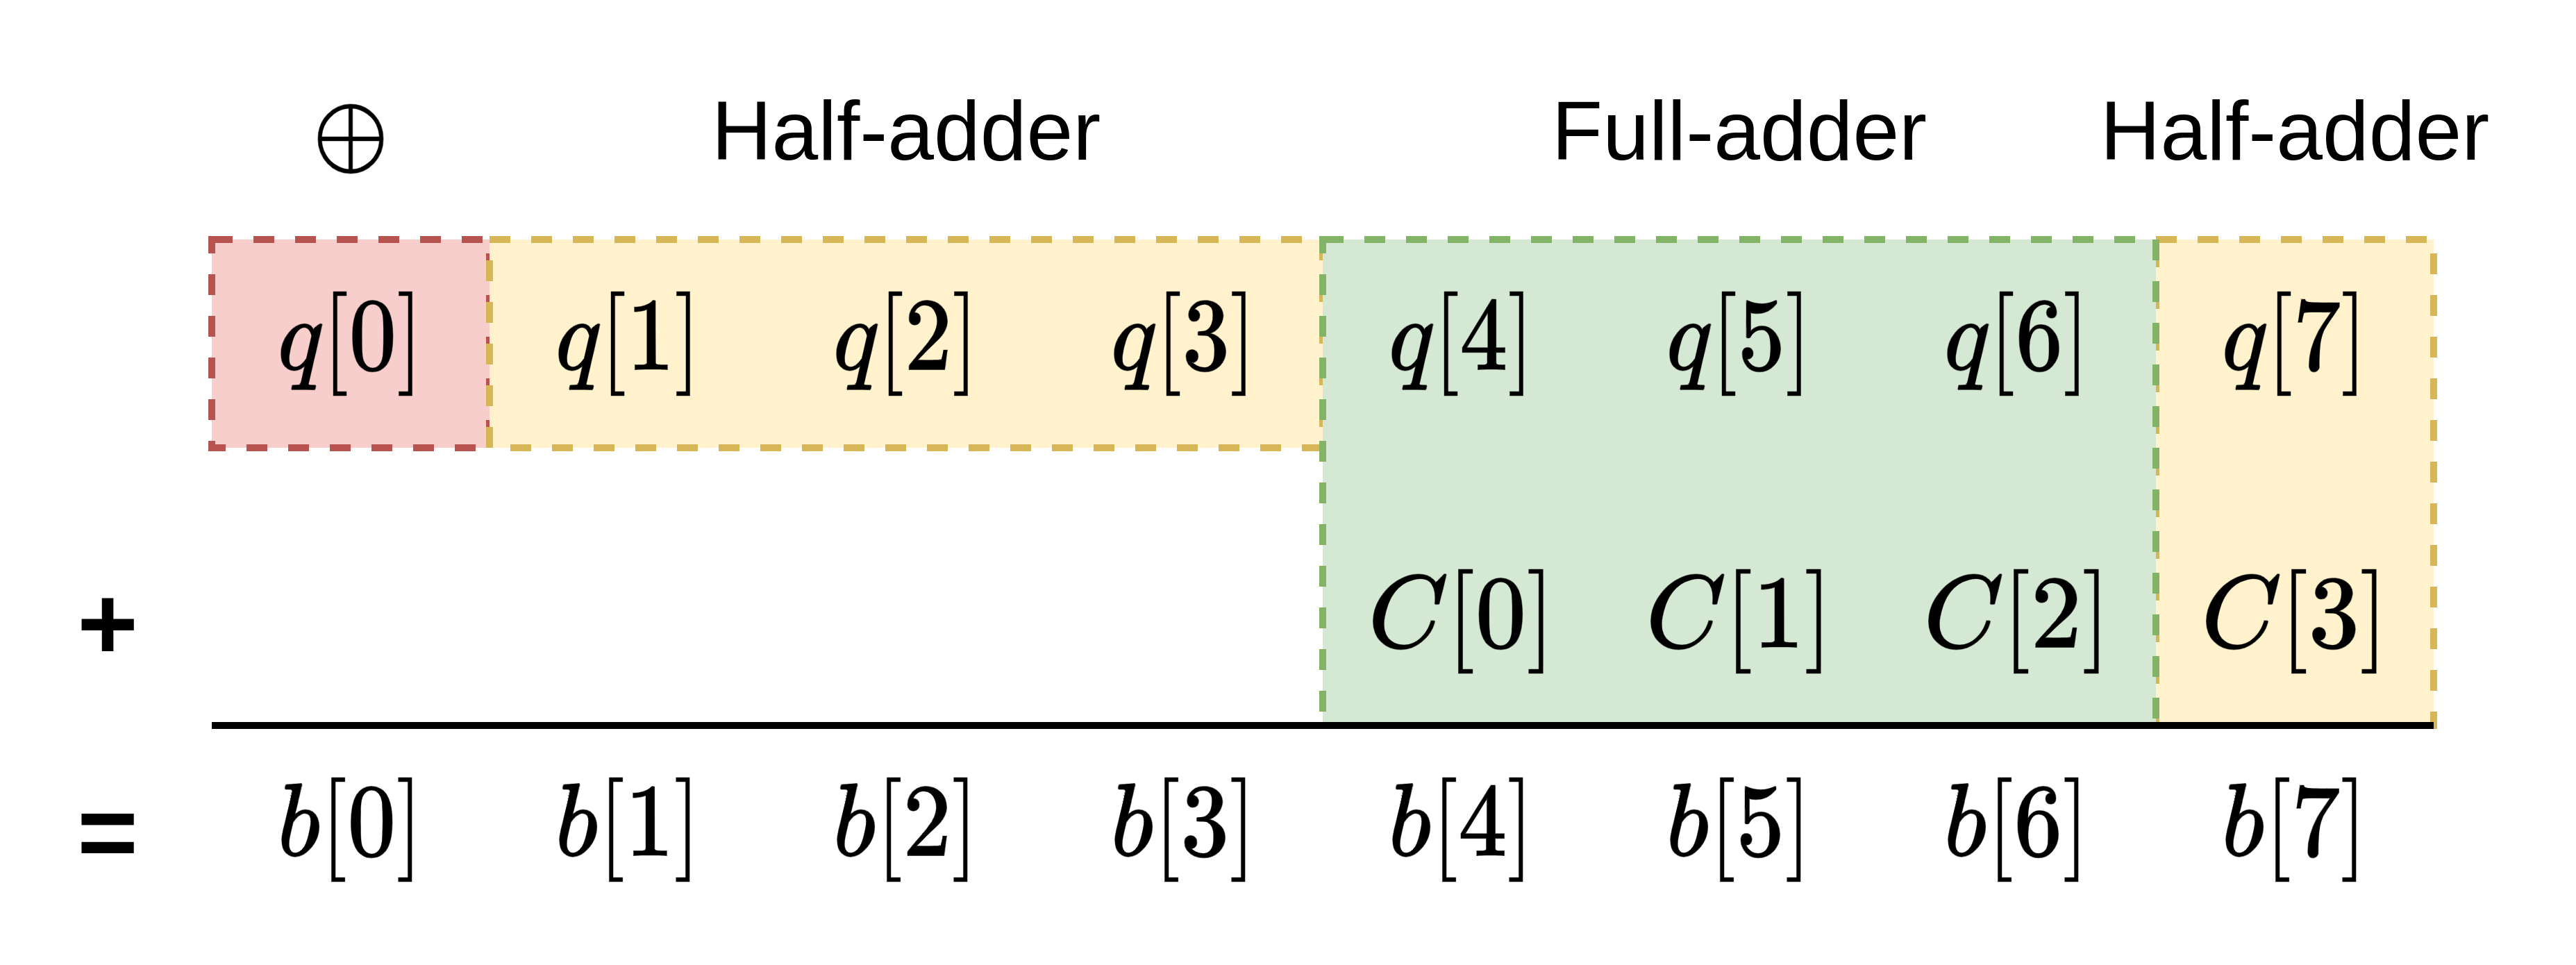 ⊕ Half-adder Full-adder Half-adder
q[0] q[1] q[2] q[3] q[4] q[5] q[6] q[7]
+ C[0] C[1] C[2] C[3]
= b[0] b[1] b[2] b[3] b[4] b[5] b[6] b[7]